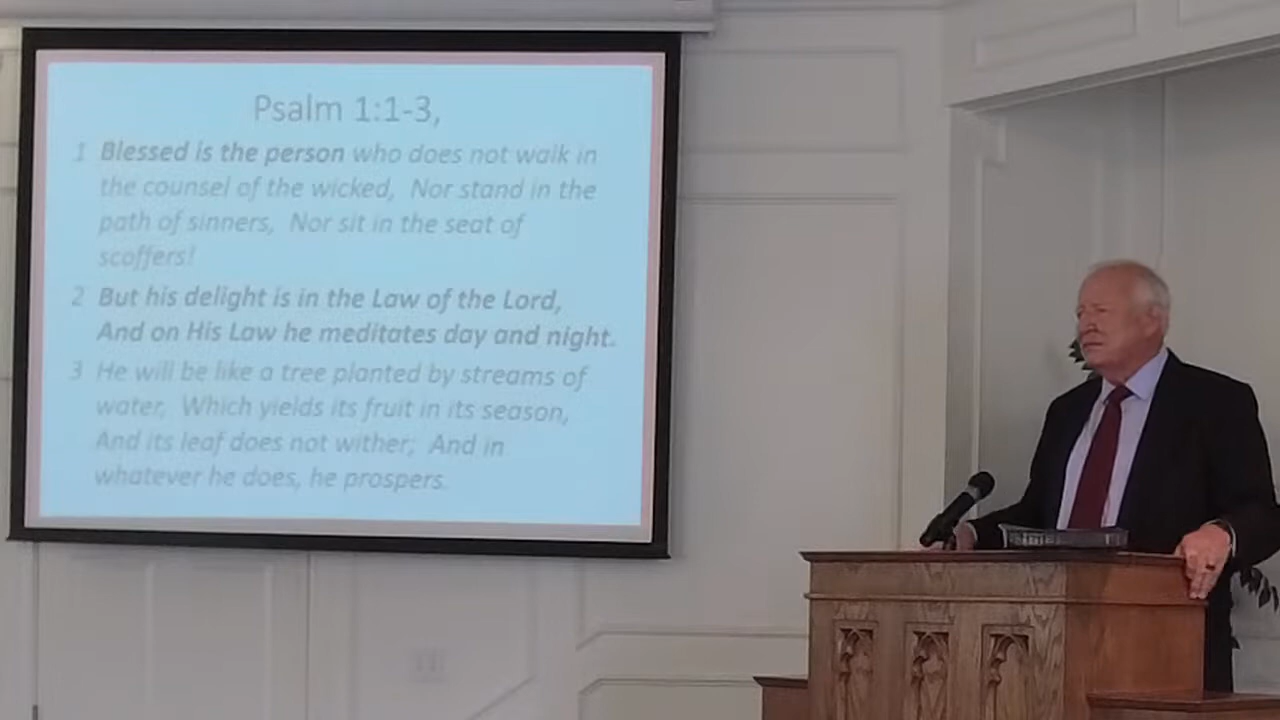 Psalm 1:1-3,
1 Blessed is the person who does not walk in
the counsel of the wicked, Nor stand in the
path of sinners, Nor sit in the seat of
scoffers!
2 But his delight is in the Law of the Lord,
And on His Law he meditates day and night.
3 He will be like a tree planted by streams of
water, Which yields its fruit in its season,
And its leaf does not wither; And in
whatever he does, he prospers.